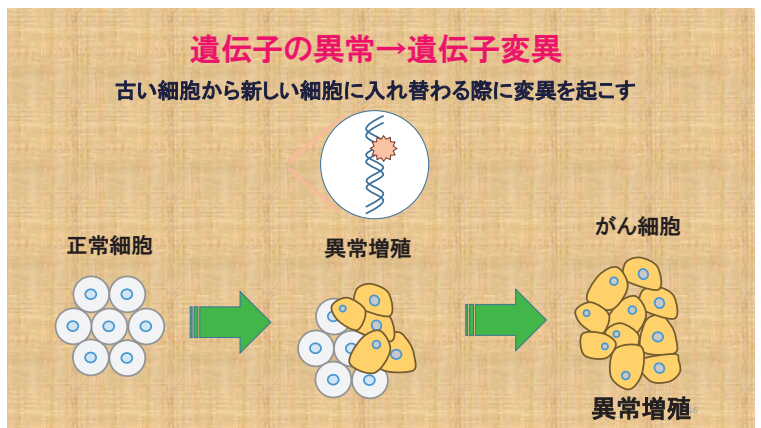 遺伝子の異常→遺伝子変異
古い細胞から新しい細胞に入れ替わる際に変異を起こす
正常細胞
異常増殖
がん細胞
異常増殖